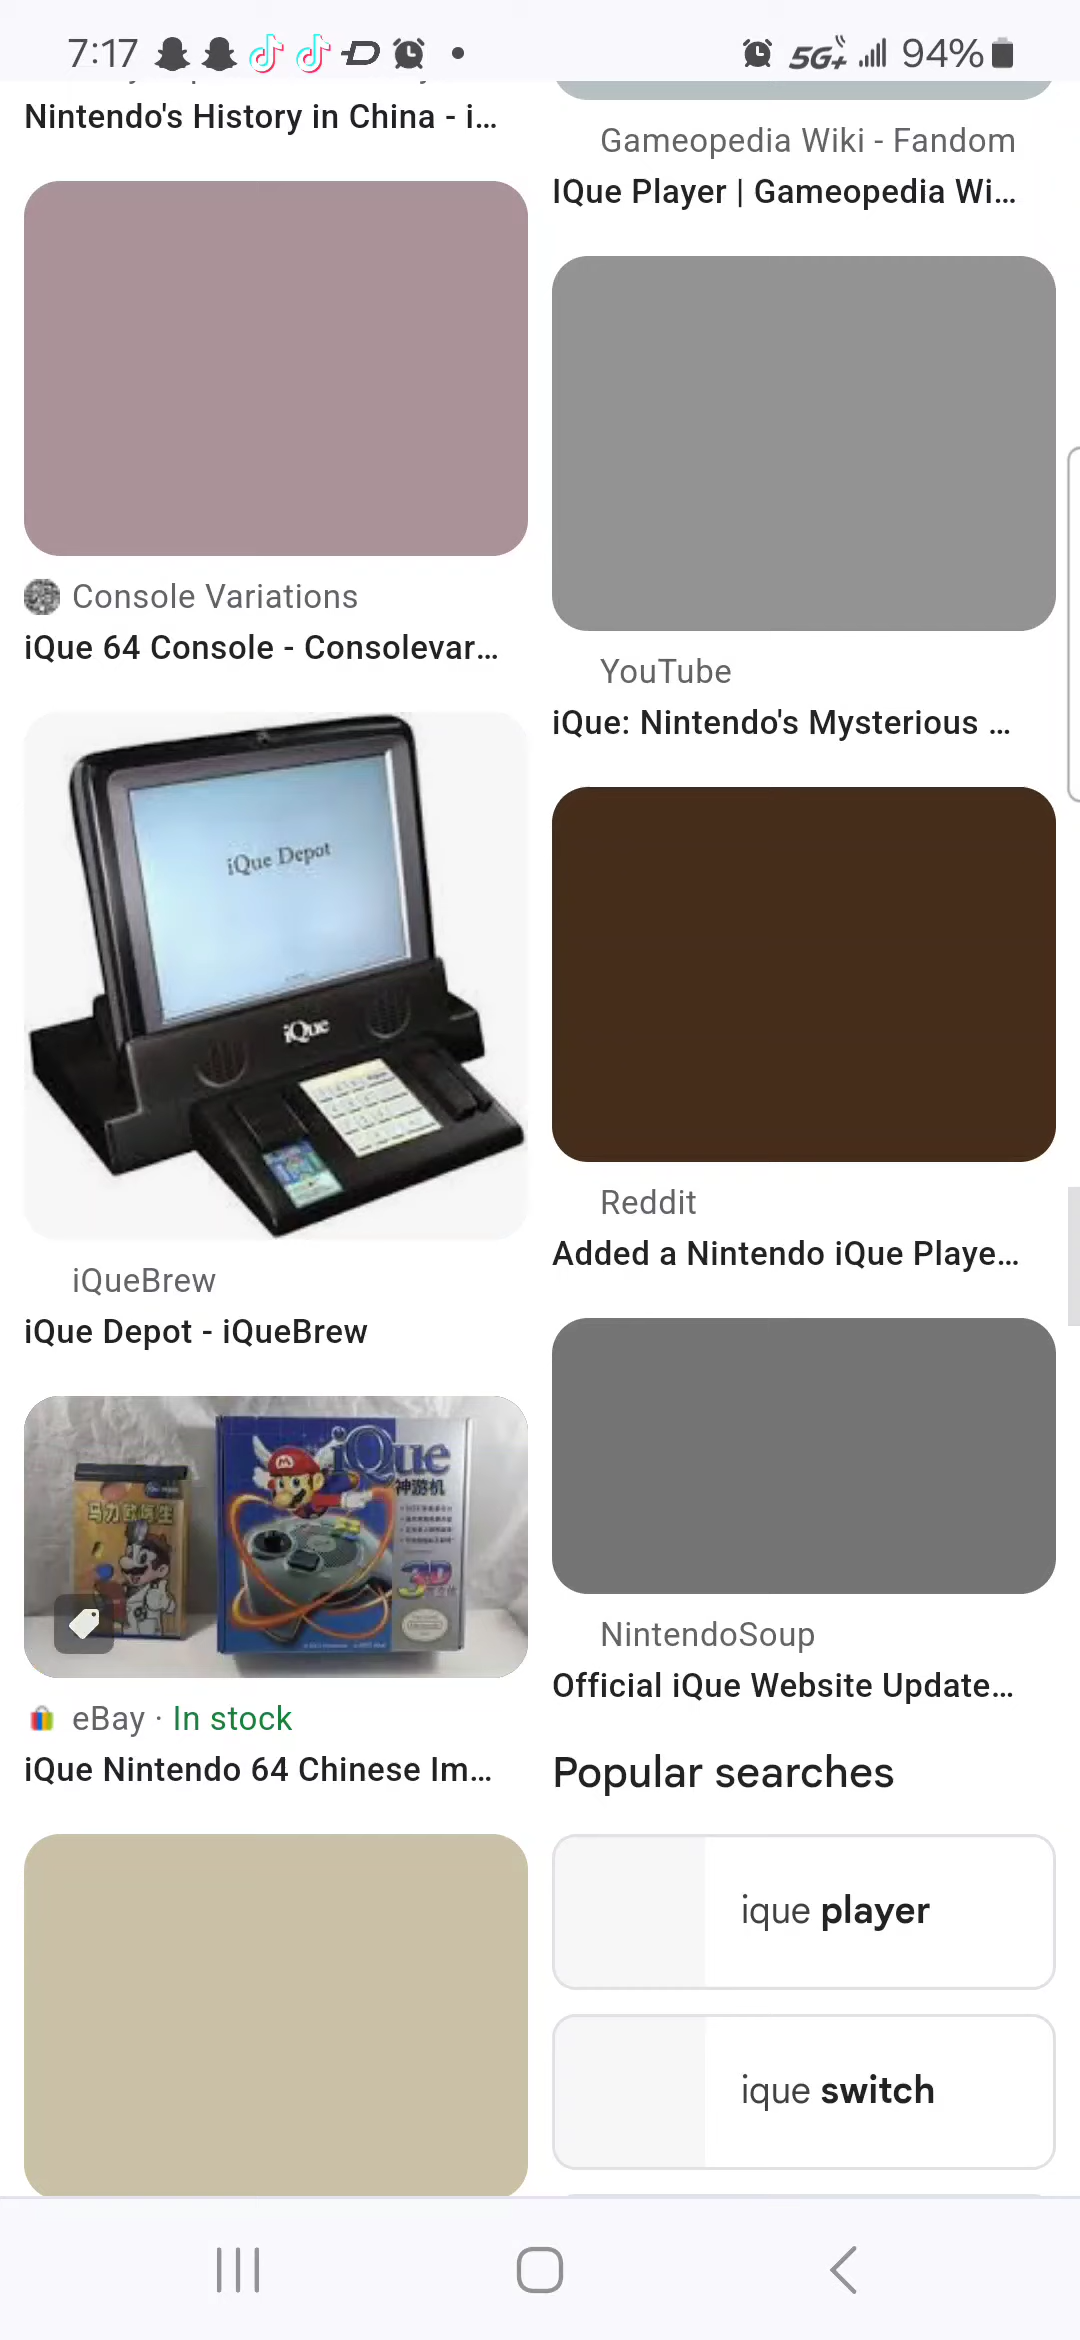 7:17
5G+
94%
Nintendo's History in China - i...
Console Variations
iQue 64 Console - Consolevar...
iQue Depot
iQue
iQueBrew
iQue Depot - iQueBrew
iQue
神游机
3D
eBay · In stock
iQue Nintendo 64 Chinese Im...
Gameopedia Wiki - Fandom
IQue Player | Gameopedia Wi...
YouTube
iQue: Nintendo's Mysterious ...
Reddit
Added a Nintendo iQue Playe...
NintendoSoup
Official iQue Website Update...
Popular searches
ique player
ique switch